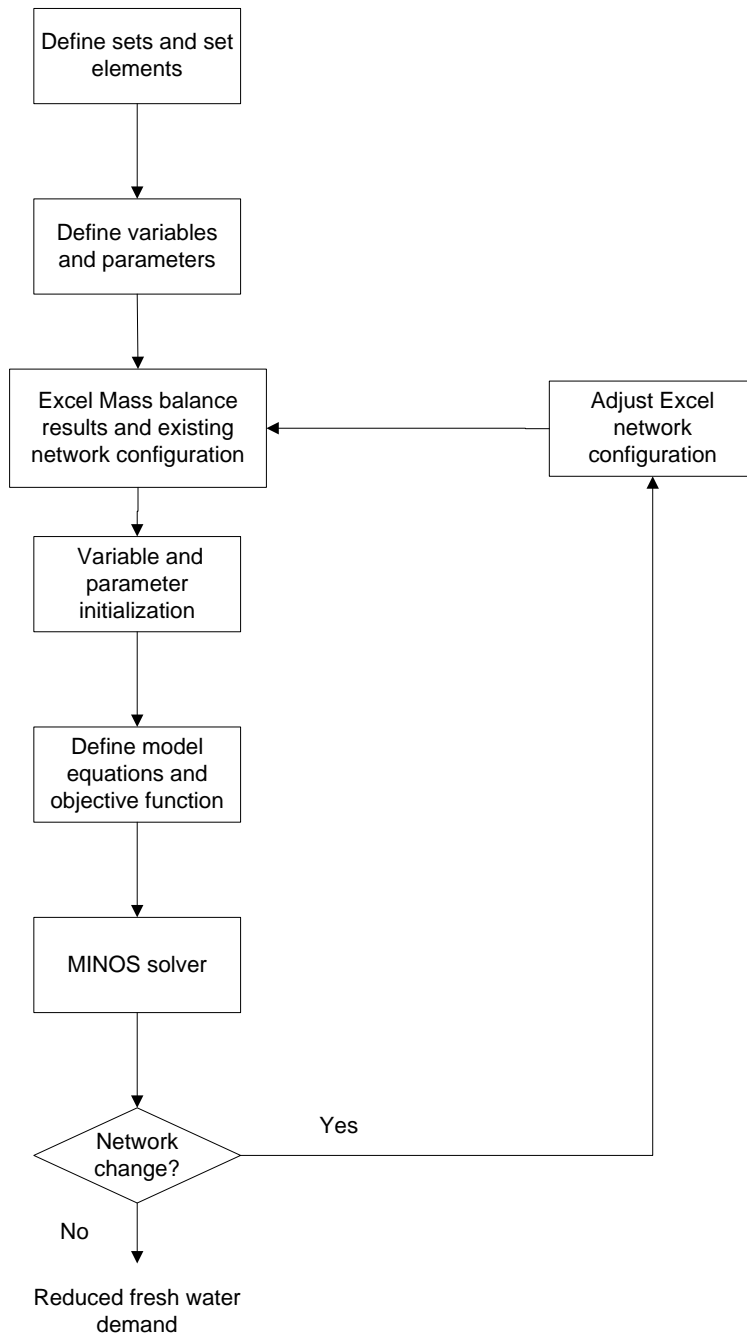 Define sets and set
elements
Define variables
and parameters
Excel Mass balance
results and existing
network configuration
Adjust Excel
network
configuration
Variable and
parameter
initialization
Define model
equations and
objective function
MINOS solver
Network
change?
Yes
No
Reduced fresh water
demand